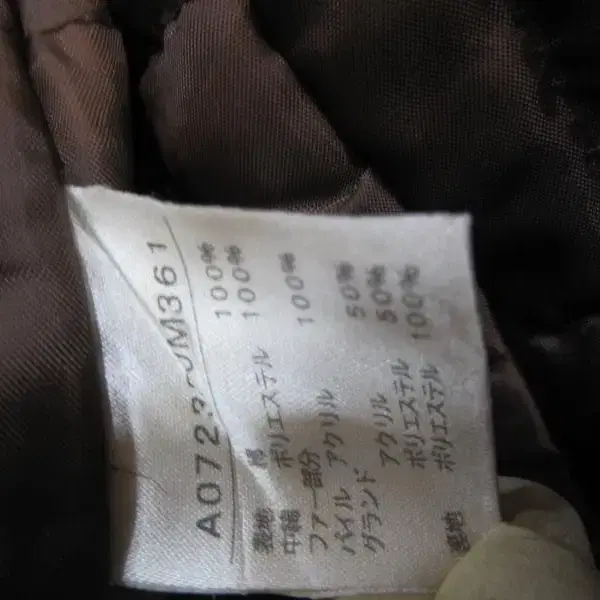 表地 綿 100%
中綿 ポリエステル 100%
ファー部分
パイル アクリル 100%
グランド
アクリル 50%
ポリエステル 50%
裏地 ポリエステル 100%